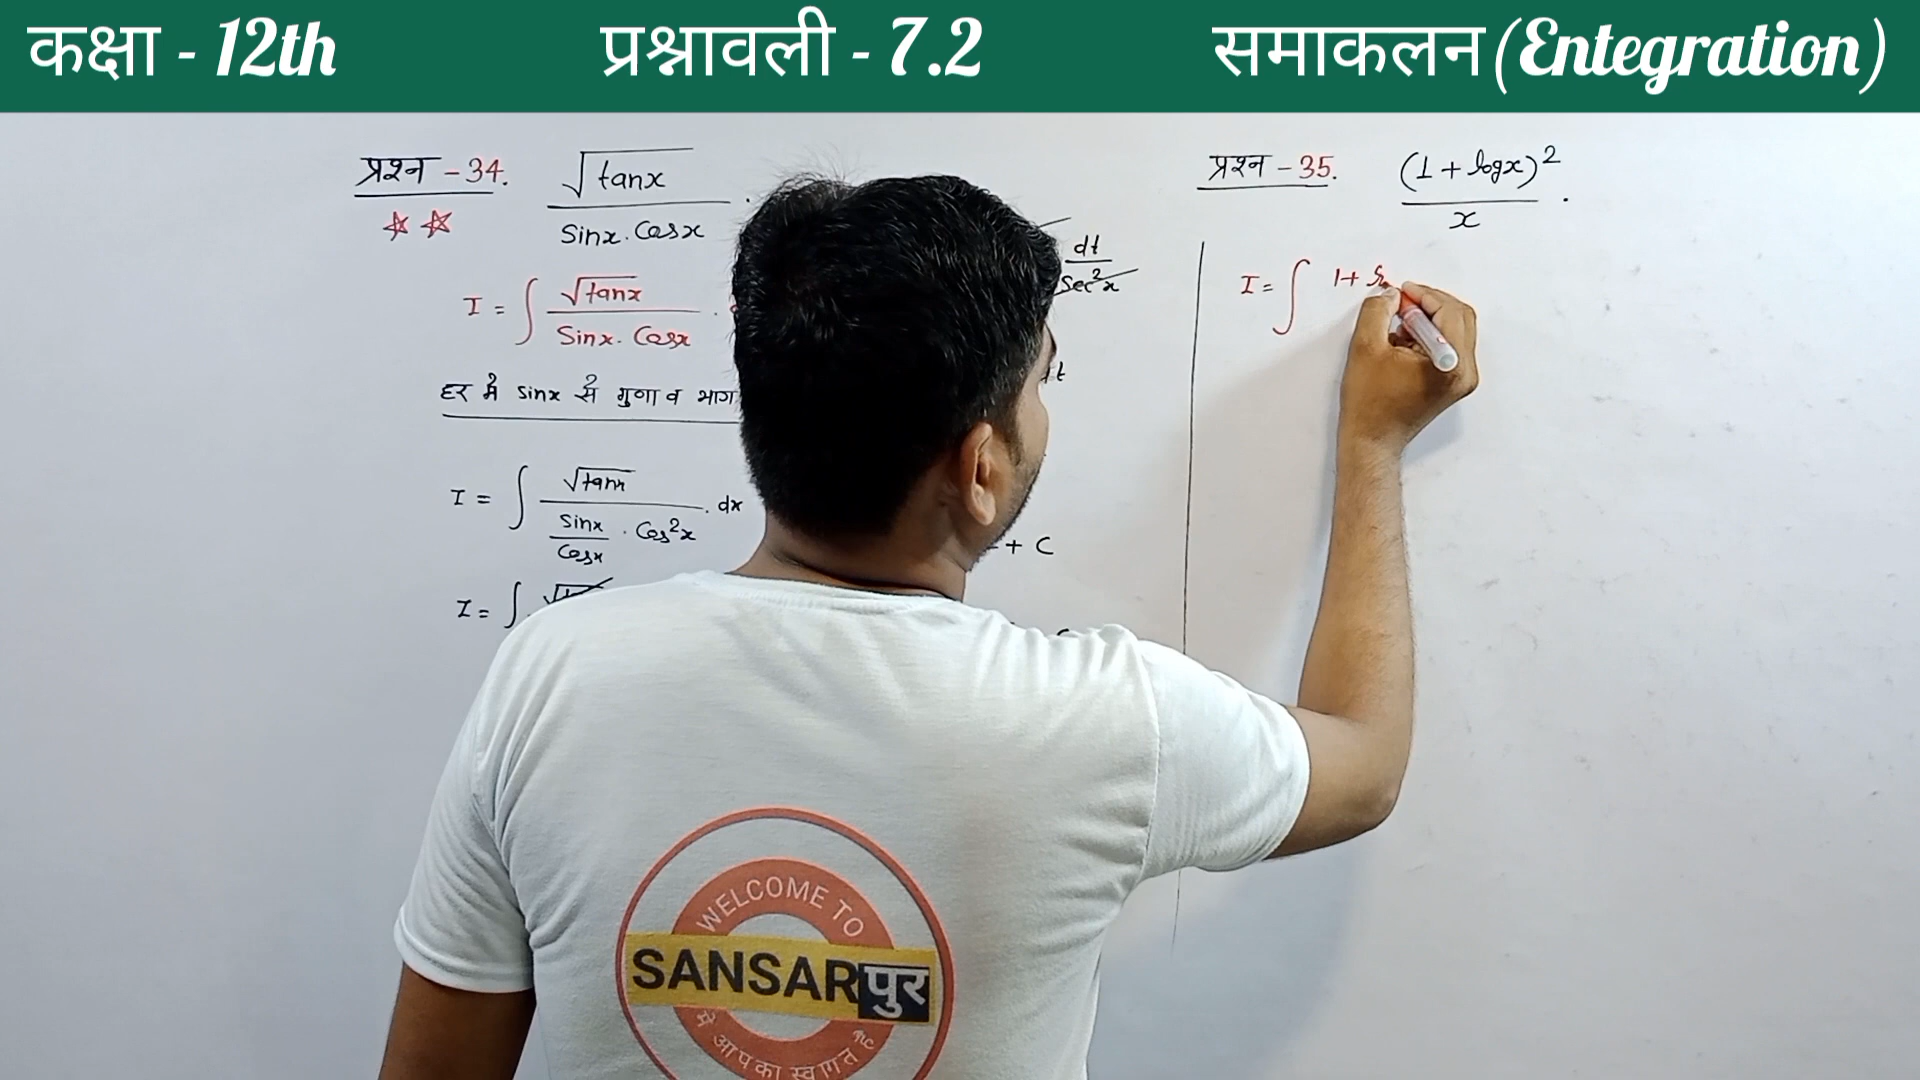 कक्षा - 12th
प्रश्नावली - 7.2
समाकलन (Entegration)
प्रश्न - 34. √tanx
Sinx. Cosx
I = ∫ √tanx
Sinx. Cosx
हर में sinx से गुणा व भाग
I = ∫ √tanx . dx
Sinx . Cos²x
Cosx
I = ∫
dt
Sec²x
dt
+ C
प्रश्न - 35. (1 + logx)²
x
I = ∫ 1+
WELCOME TO
SANSARपुर
में आपका स्वागत है